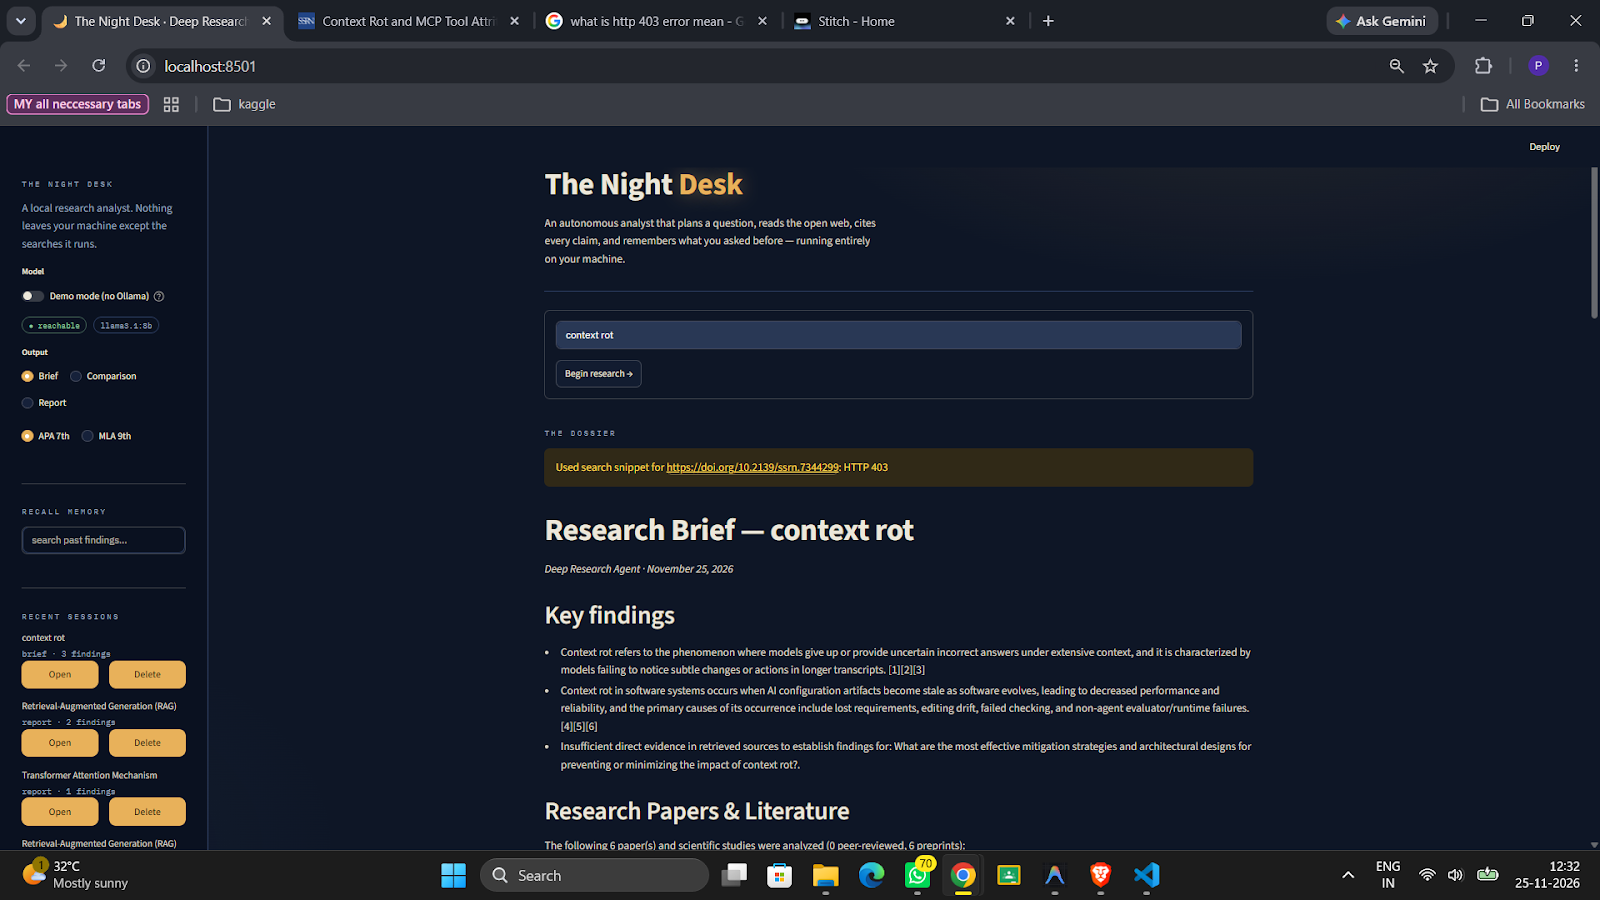 The Night Desk · Deep Research
Context Rot and MCP Tool Attri
what is http 403 error mean - G
Stitch - Home
Ask Gemini
localhost:8501
P
MY all neccessary tabs
kaggle
All Bookmarks
Deploy
THE NIGHT DESK
A local research analyst. Nothing
leaves your machine except the
searches it runs.
Model
Demo mode (no Ollama)
reachable
llama3.1:8b
Output
Brief
Comparison
Report
APA 7th
MLA 9th
RECALL MEMORY
search past findings...
RECENT SESSIONS
context rot
brief · 3 findings
Open
Delete
Retrieval-Augmented Generation (RAG)
report · 2 findings
Open
Delete
Transformer Attention Mechanism
report · 1 findings
Open
Delete
Retrieval-Augmented Generation (RAG)
The Night Desk
An autonomous analyst that plans a question, reads the open web, cites
every claim, and remembers what you asked before — running entirely
on your machine.
context rot
Begin research →
THE DOSSIER
Used search snippet for https://doi.org/10.2139/ssrn.7344299: HTTP 403
Research Brief — context rot
Deep Research Agent · November 25, 2026
Key findings
• Context rot refers to the phenomenon where models give up or provide uncertain incorrect answers under extensive context, and it is characterized by
models failing to notice subtle changes or actions in longer transcripts. [1][2][3]
• Context rot in software systems occurs when AI configuration artifacts become stale as software evolves, leading to decreased performance and
reliability, and the primary causes of its occurrence include lost requirements, editing drift, failed checking, and non-agent evaluator/runtime failures.
[4][5][6]
• Insufficient direct evidence in retrieved sources to establish findings for: What are the most effective mitigation strategies and architectural designs for
preventing or minimizing the impact of context rot?.
Research Papers & Literature
The following 6 paper(s) and scientific studies were analyzed (0 peer-reviewed, 6 preprints):
1
32°C
Mostly sunny
Search
70
ENG
IN
12:32
25-11-2026